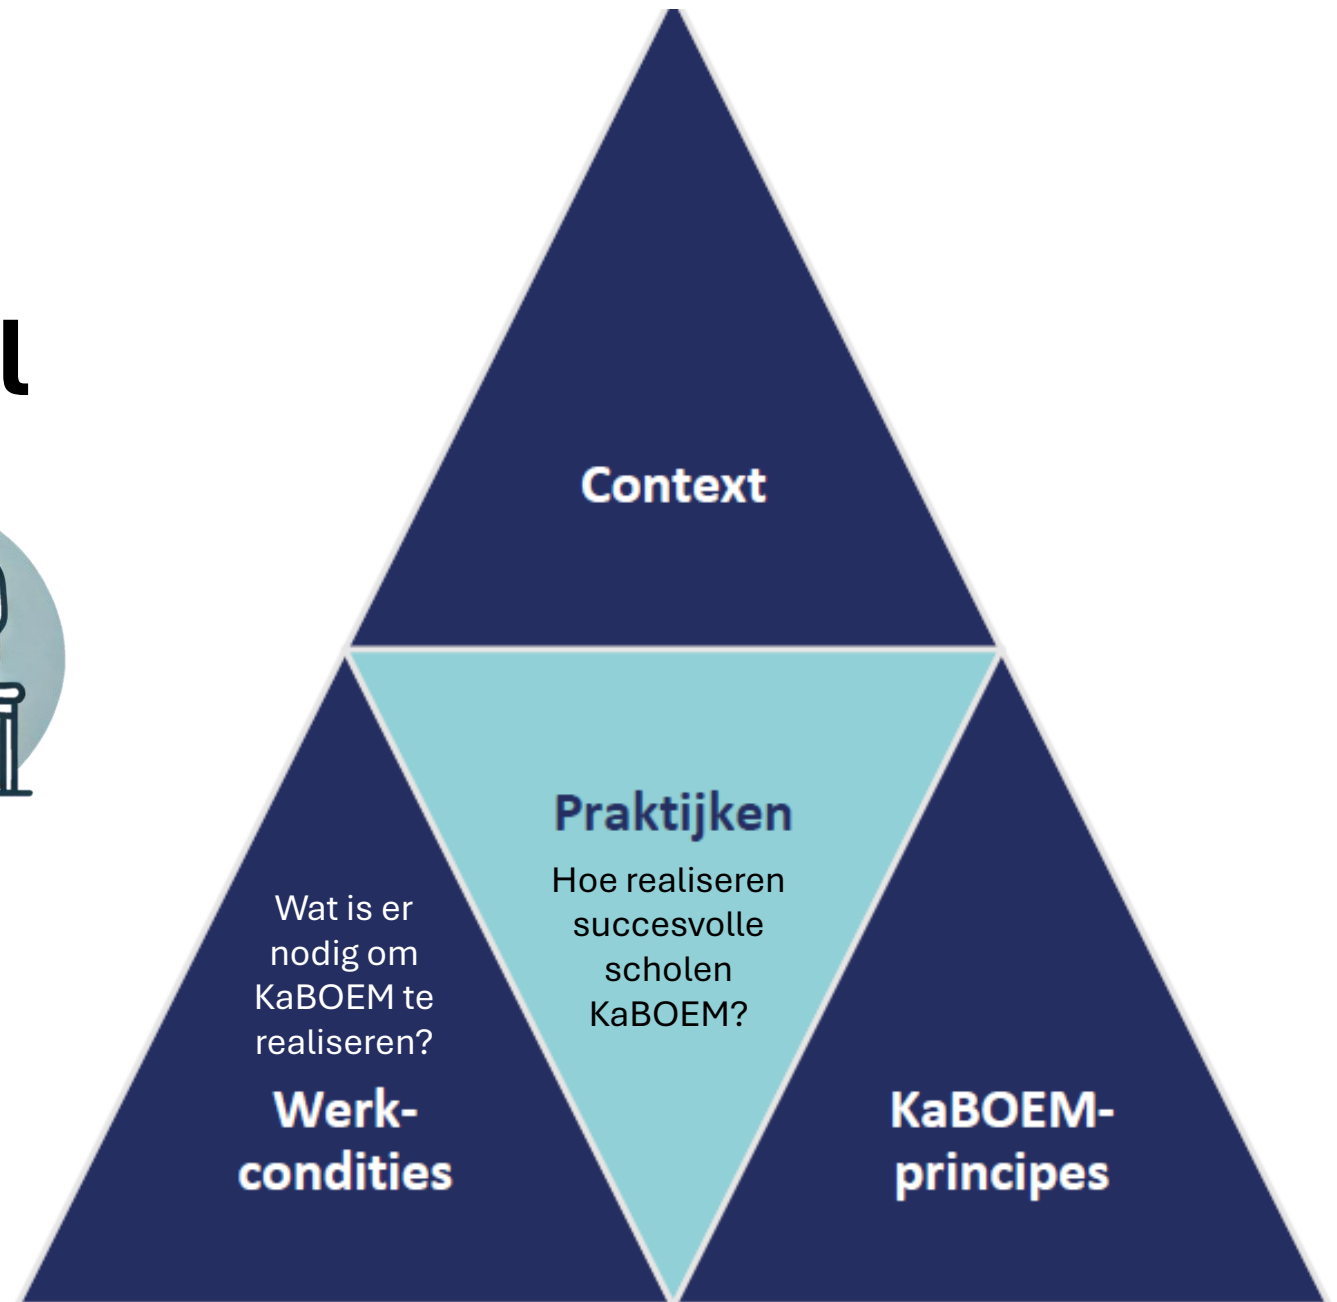 l
Context
Praktijken
Hoe realiseren
succesvolle
scholen
KaBOEM?
Wat is er
nodig om
KaBOEM te
realiseren?
Werk-
condities
KaBOEM-
principes